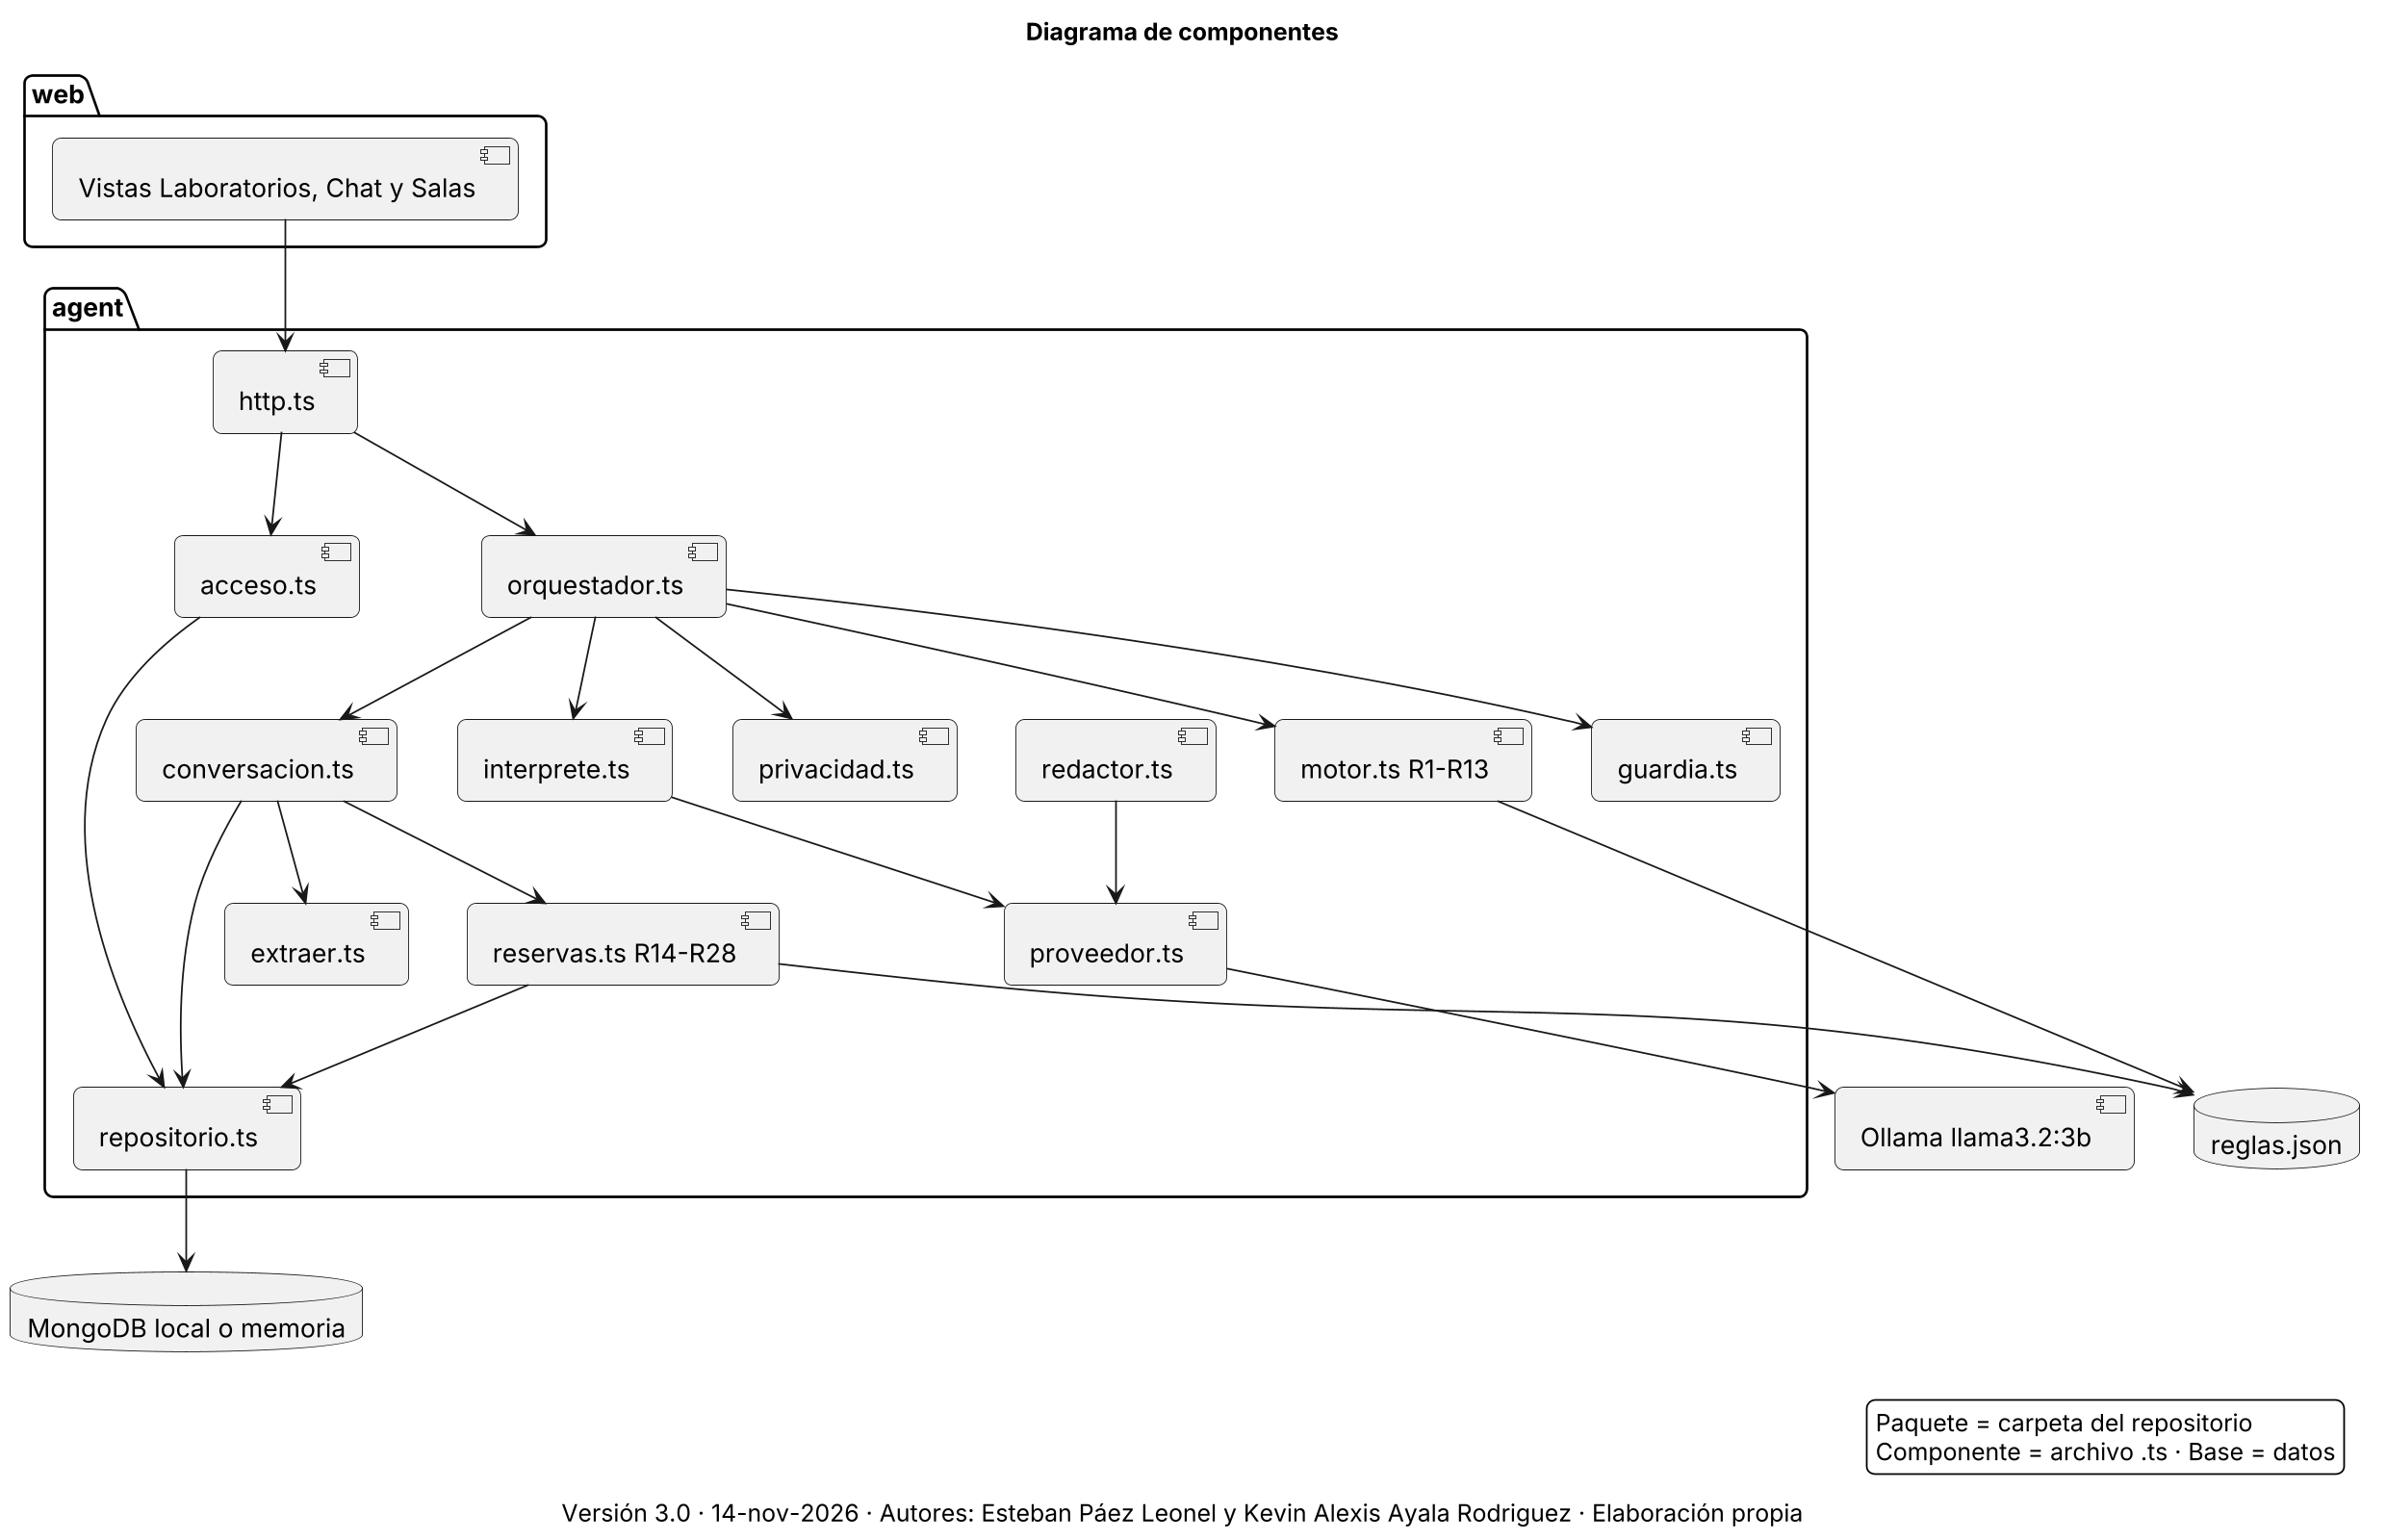 Diagrama de componentes
web
Vistas Laboratorios, Chat y Salas
agent
http.ts
acceso.ts
orquestador.ts
conversacion.ts
interprete.ts
privacidad.ts
redactor.ts
motor.ts R1-R13
guardia.ts
extraer.ts
reservas.ts R14-R28
proveedor.ts
repositorio.ts
Ollama llama3.2:3b
reglas.json
MongoDB local o memoria
Paquete = carpeta del repositorio
Componente = archivo .ts · Base = datos
Versión 3.0 · 14-nov-2026 · Autores: Esteban Páez Leonel y Kevin Alexis Ayala Rodriguez · Elaboración propia